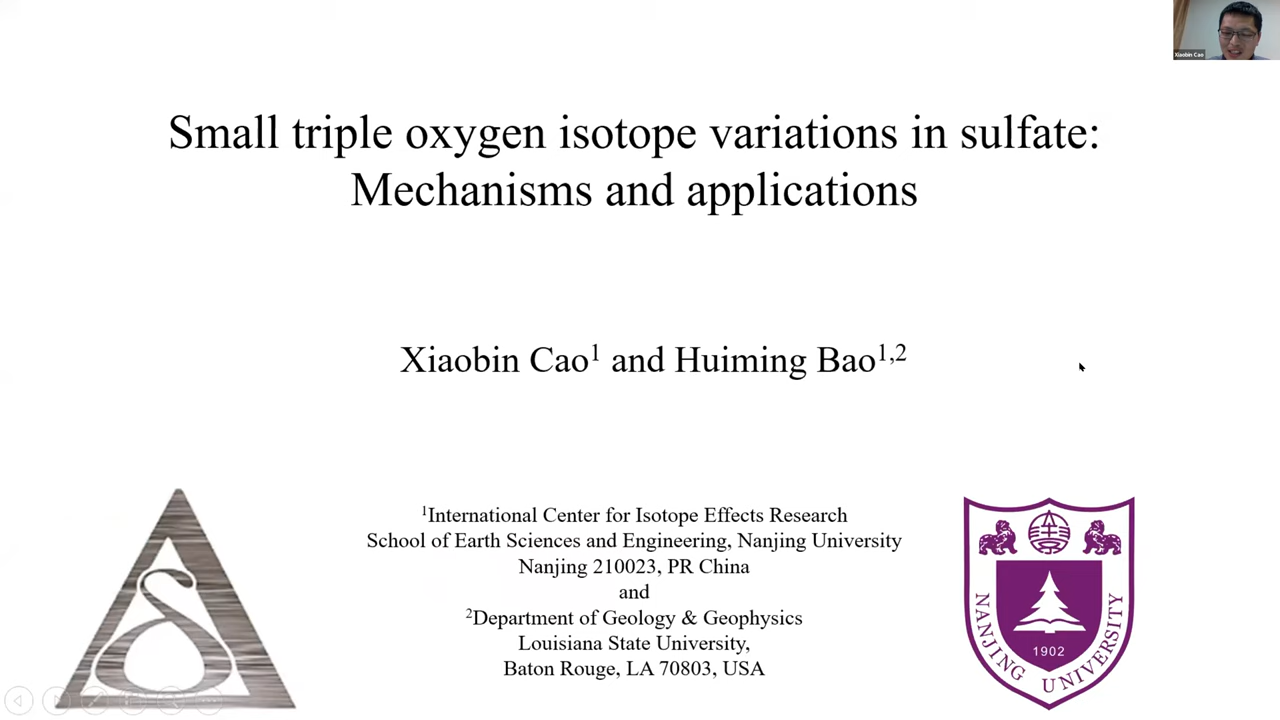 Xiaobin Cao
Small triple oxygen isotope variations in sulfate:
Mechanisms and applications
Xiaobin Cao1 and Huiming Bao1,2
1International Center for Isotope Effects Research
School of Earth Sciences and Engineering, Nanjing University
Nanjing 210023, PR China
and
2Department of Geology & Geophysics
Louisiana State University,
Baton Rouge, LA 70803, USA
1902
NANJING UNIVERSITY